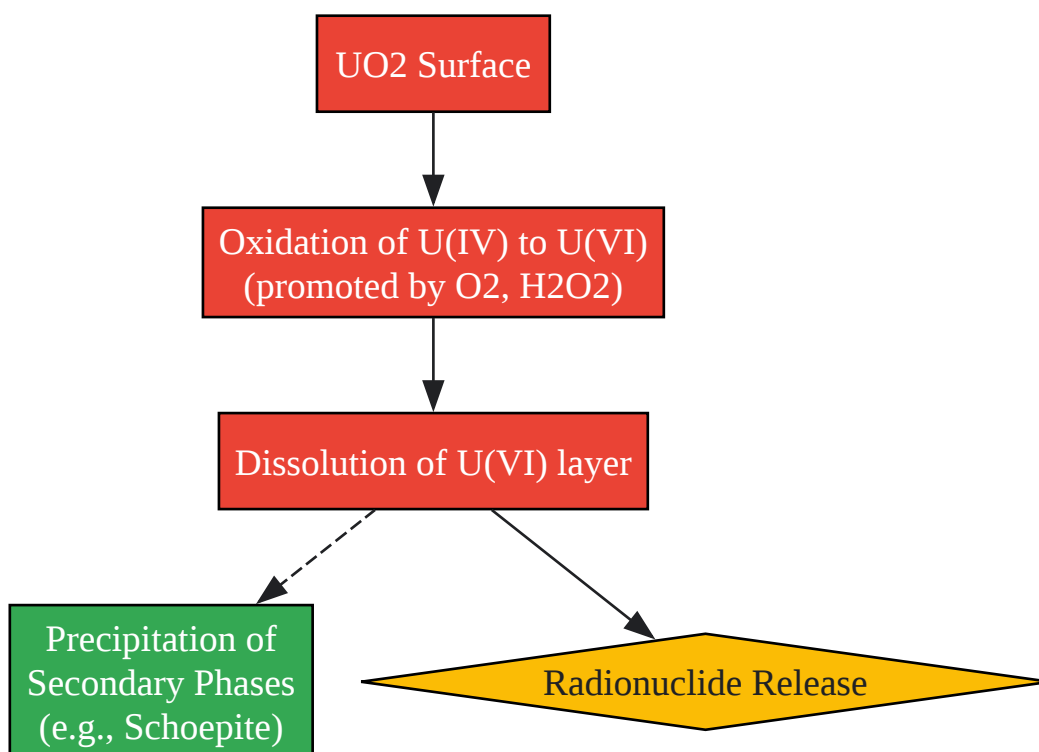 UO2 Surface
Oxidation of U(IV) to U(VI)
(promoted by O2, H2O2)
Dissolution of U(VI) layer
Precipitation of
Secondary Phases
(e.g., Schoepite)
Radionuclide Release